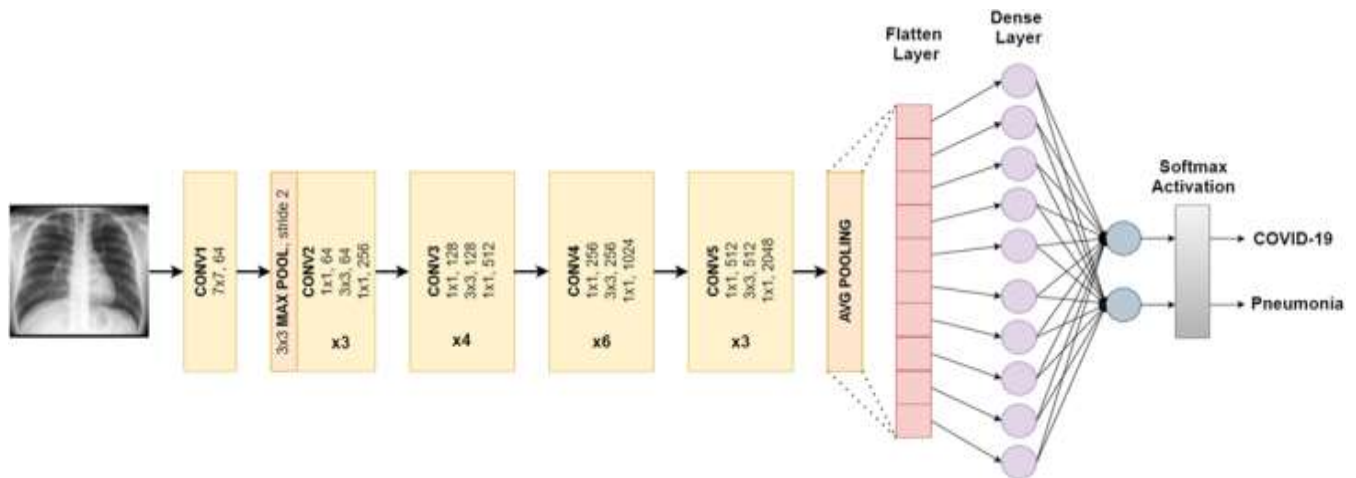 Flatten
Layer
Dense
Layer
CONV1
7x7, 64
3x3 MAX POOL, stride 2
CONV2
1x1, 64
3x3, 64
1x1, 256
x3
CONV3
1x1, 128
3x3, 128
1x1, 512
x4
CONV4
1x1, 256
3x3, 256
1x1, 1024
x6
CONV5
1x1, 512
3x3, 512
1x1, 2048
x3
AVG POOLING
Softmax
Activation
COVID-19
Pneumonia